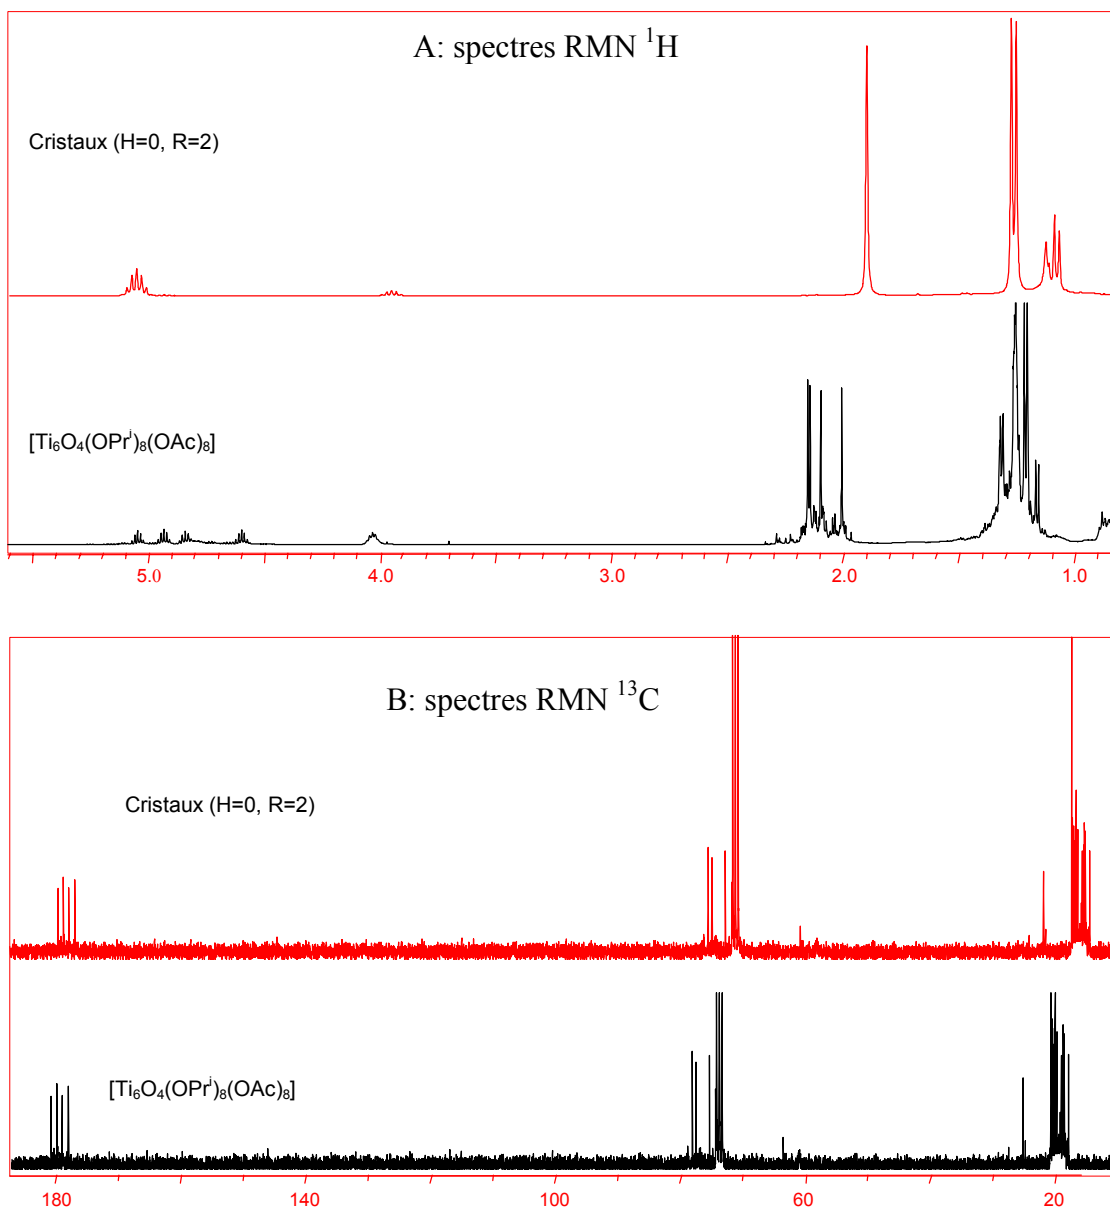 A: spectres RMN ¹H
Cristaux (H=0, R=2)
[Ti₆O₄(OPrⁱ)₈(OAc)₈]
5.0 4.0 3.0 2.0 1.0
B: spectres RMN ¹³C
Cristaux (H=0, R=2)
[Ti₆O₄(OPrⁱ)₈(OAc)₈]
180 140 100 60 20